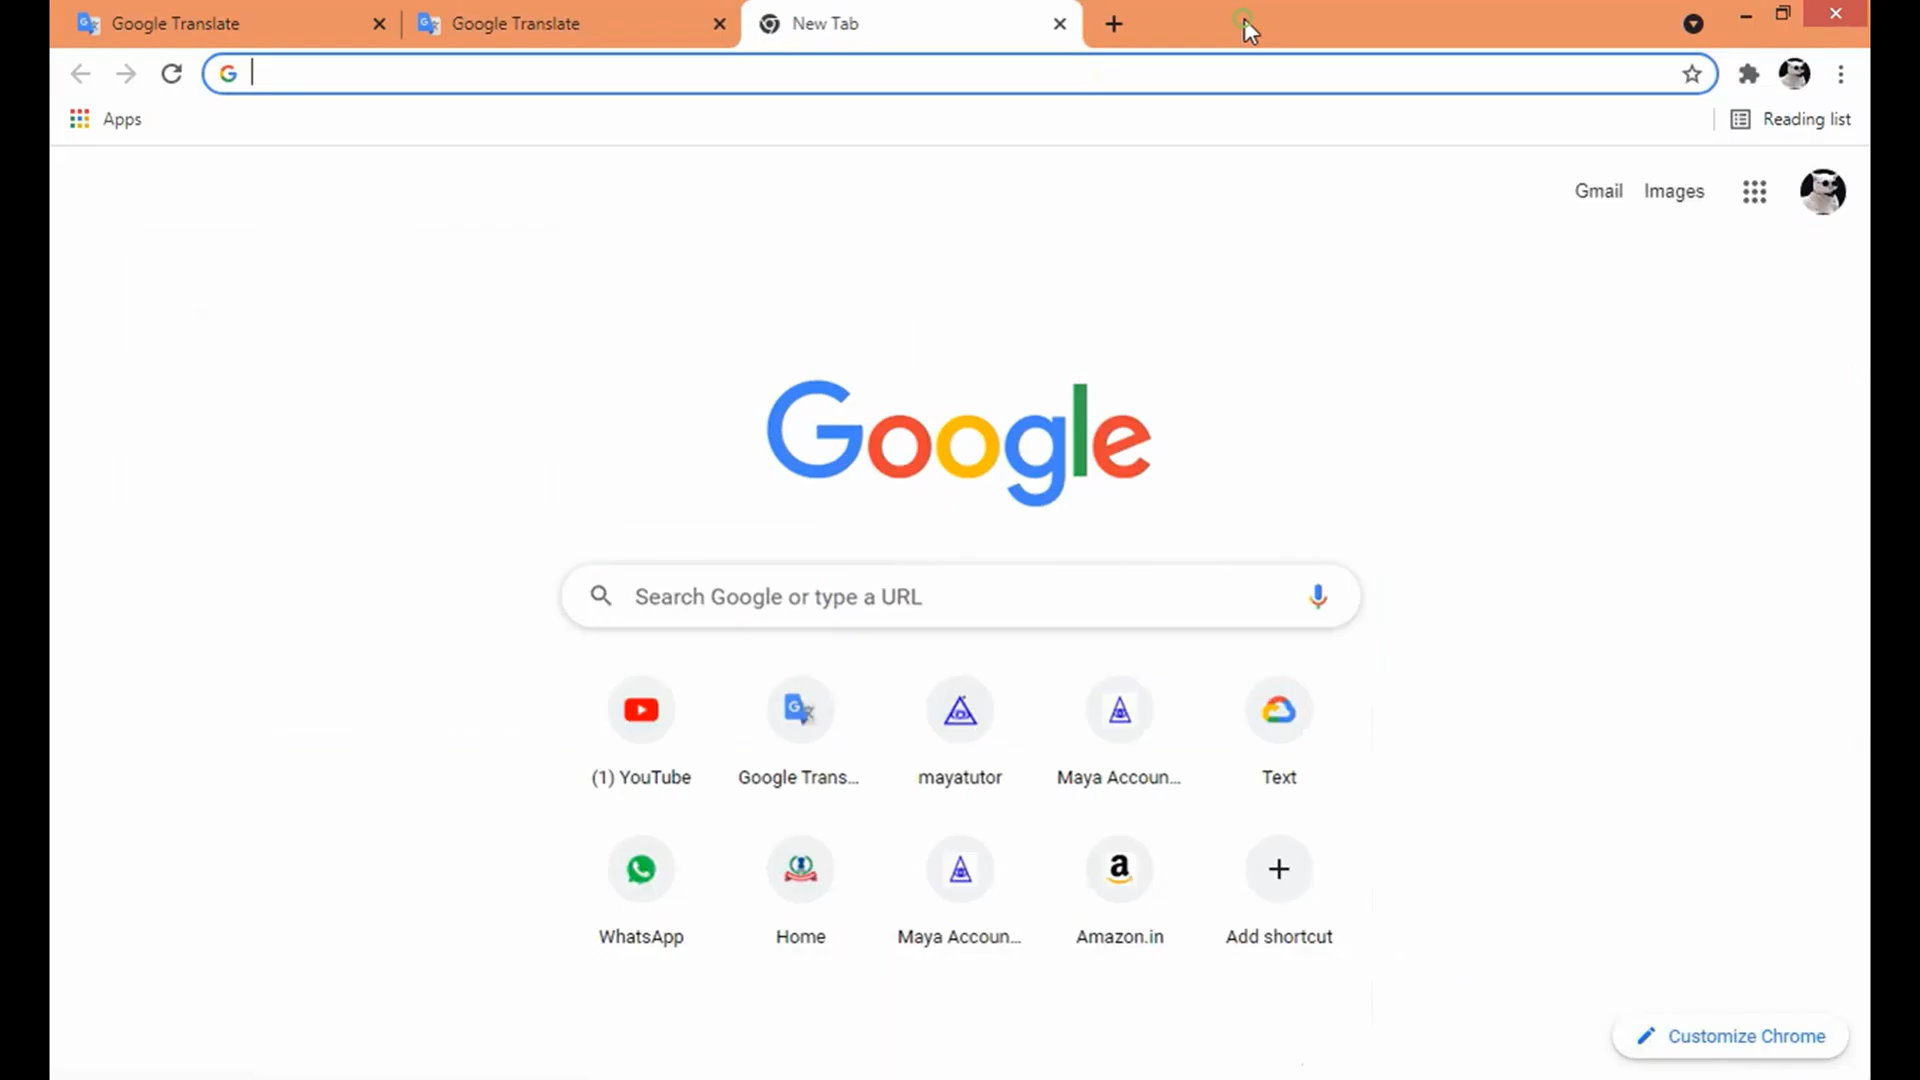 Google Translate
Google Translate
New Tab
Apps
Reading list
Gmail
Images
Google
Search Google or type a URL
(1) YouTube
Google Trans...
mayatutor
Maya Accoun...
Text
WhatsApp
Home
Maya Accoun...
Amazon.in
Add shortcut
Customize Chrome